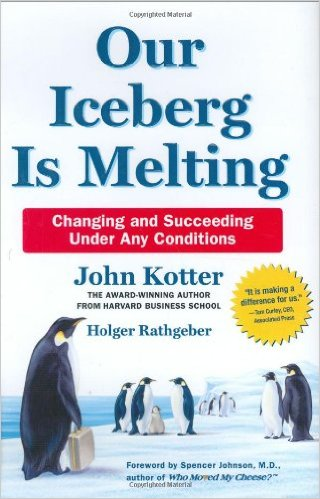 Copyrighted Material
Our
Iceberg
Is Melting
Changing and Succeeding
Under Any Conditions
John Kotter
THE AWARD-WINNING AUTHOR
FROM HARVARD BUSINESS SCHOOL
Holger Rathgeber
"It is making a
difference for us."
—Tom Curley, CEO,
Associated Press
Foreword by Spencer Johnson, M.D.,
author of Who Moved My Cheese?
Copyrighted Material